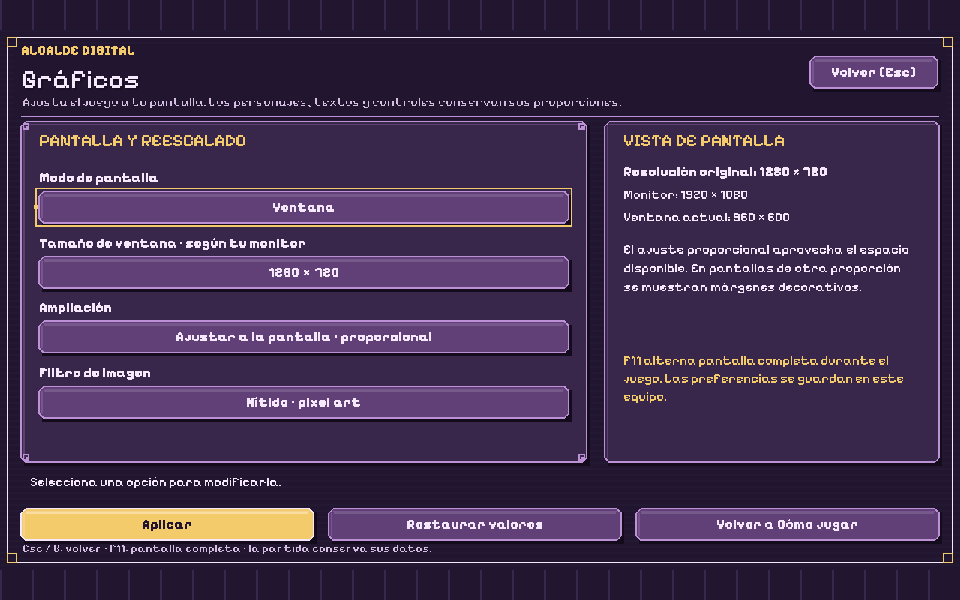 ALCALDE DIGITAL
Gráficos
Volver (Esc)
Ajusta el juego a tu pantalla. Los personajes, textos y controles conservan sus proporciones.
PANTALLA Y REESCALADO
Modo de pantalla
Ventana
Tamaño de ventana · según tu monitor
1280 × 720
Ampliación
Ajustar a la pantalla · proporcional
Filtro de imagen
Nítido · pixel art
VISTA DE PANTALLA
Resolución original: 1280 × 720
Monitor: 1920 × 1080
Ventana actual: 960 × 600
El ajuste proporcional aprovecha el espacio
disponible. En pantallas de otra proporción
se muestran márgenes decorativos.
F11 alterna pantalla completa durante el
juego. Las preferencias se guardan en este
equipo.
Selecciona una opción para modificarla.
Aplicar
Restaurar valores
Volver a Cómo jugar
Esc / B: volver · F11: pantalla completa · la partida conserva sus datos.